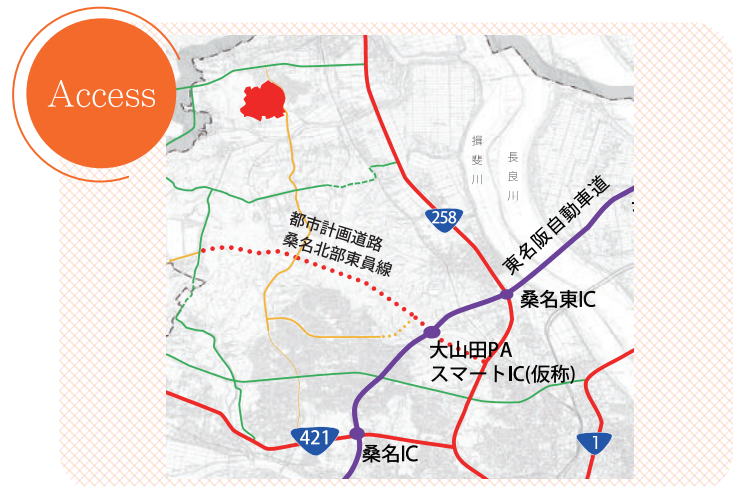 Access
揖斐川
長良川
258
東名阪自動車道
都市計画道路
桑名北部東員線
桑名東IC
大山田PA
スマートIC(仮称)
421
桑名IC
1